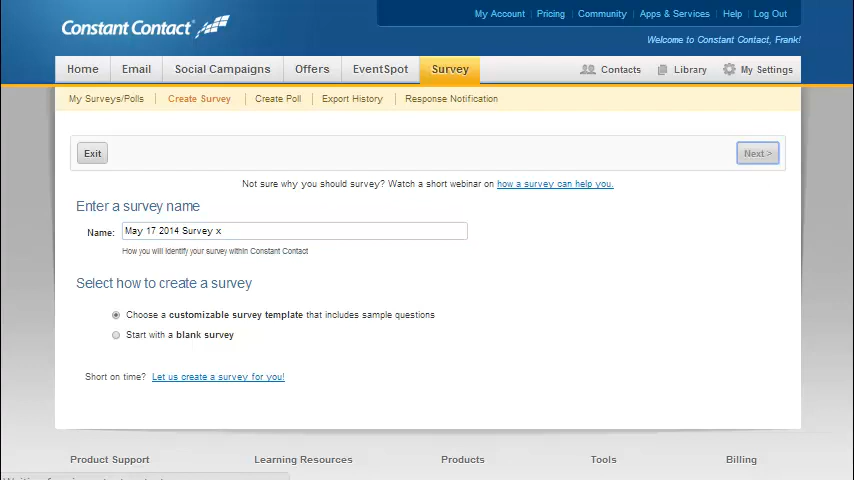 My Account Pricing Community Apps & Services Help Log Out
Constant Contact
Welcome to Constant Contact, Frank!
Home Email Social Campaigns Offers EventSpot Survey Contacts Library My Settings
My Surveys/Polls Create Survey Create Poll Export History Response Notification
Exit Next >
Not sure why you should survey? Watch a short webinar on how a survey can help you.
Enter a survey name
Name: May 17 2014 Survey x
How you will identify your survey within Constant Contact
Select how to create a survey
Choose a customizable survey template that includes sample questions
Start with a blank survey
Short on time? Let us create a survey for you!
Product Support Learning Resources Products Tools Billing